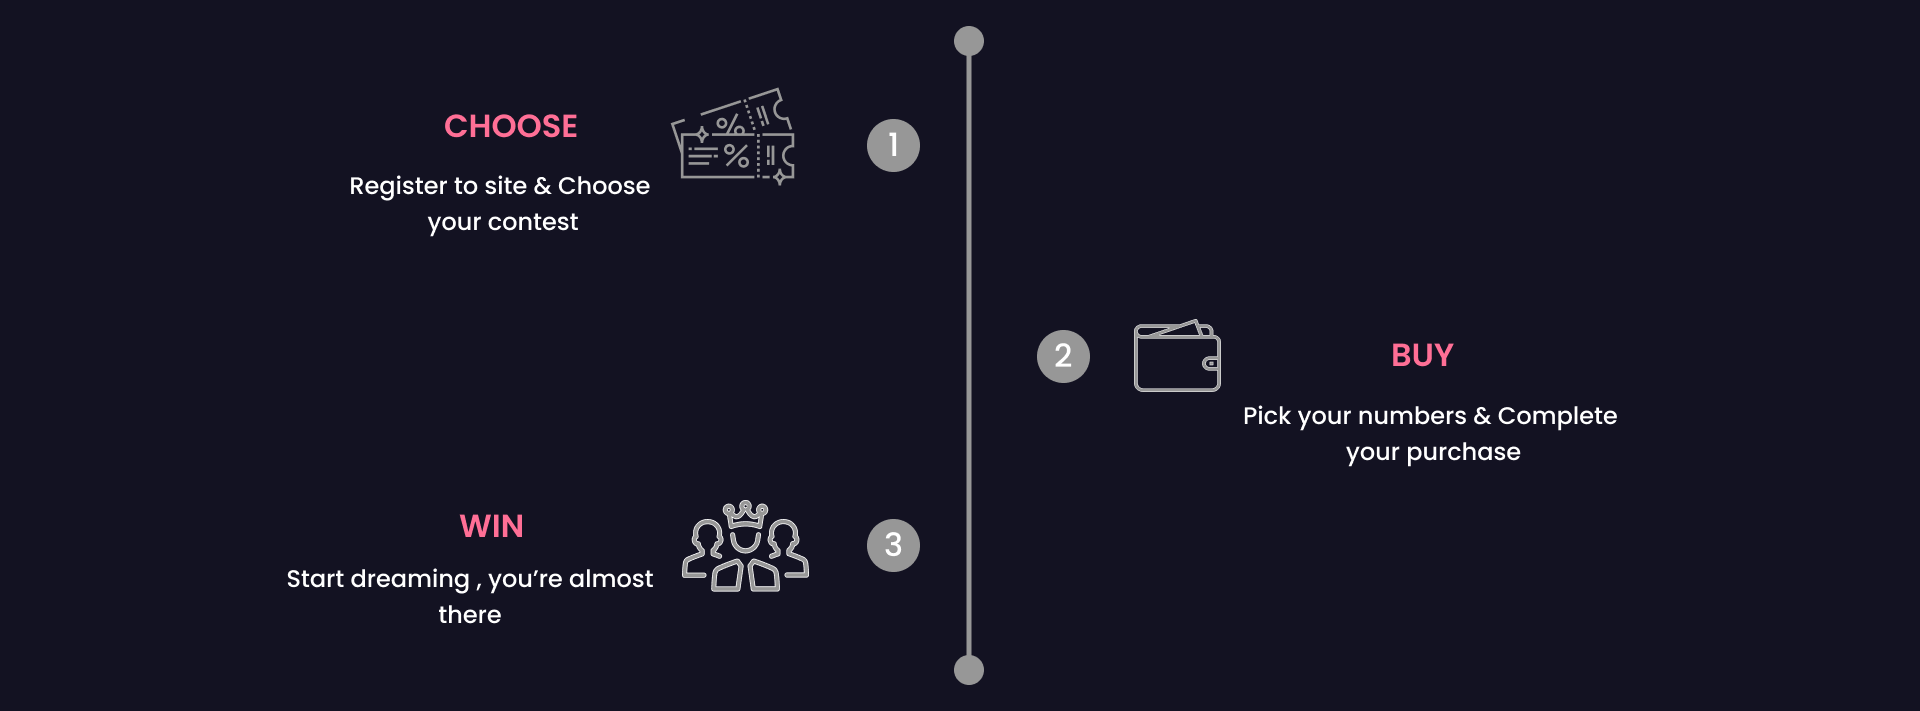 CHOOSE
Register to site & Choose
your contest
1
2
BUY
Pick your numbers & Complete
your purchase
WIN
Start dreaming , you’re almost
there
3